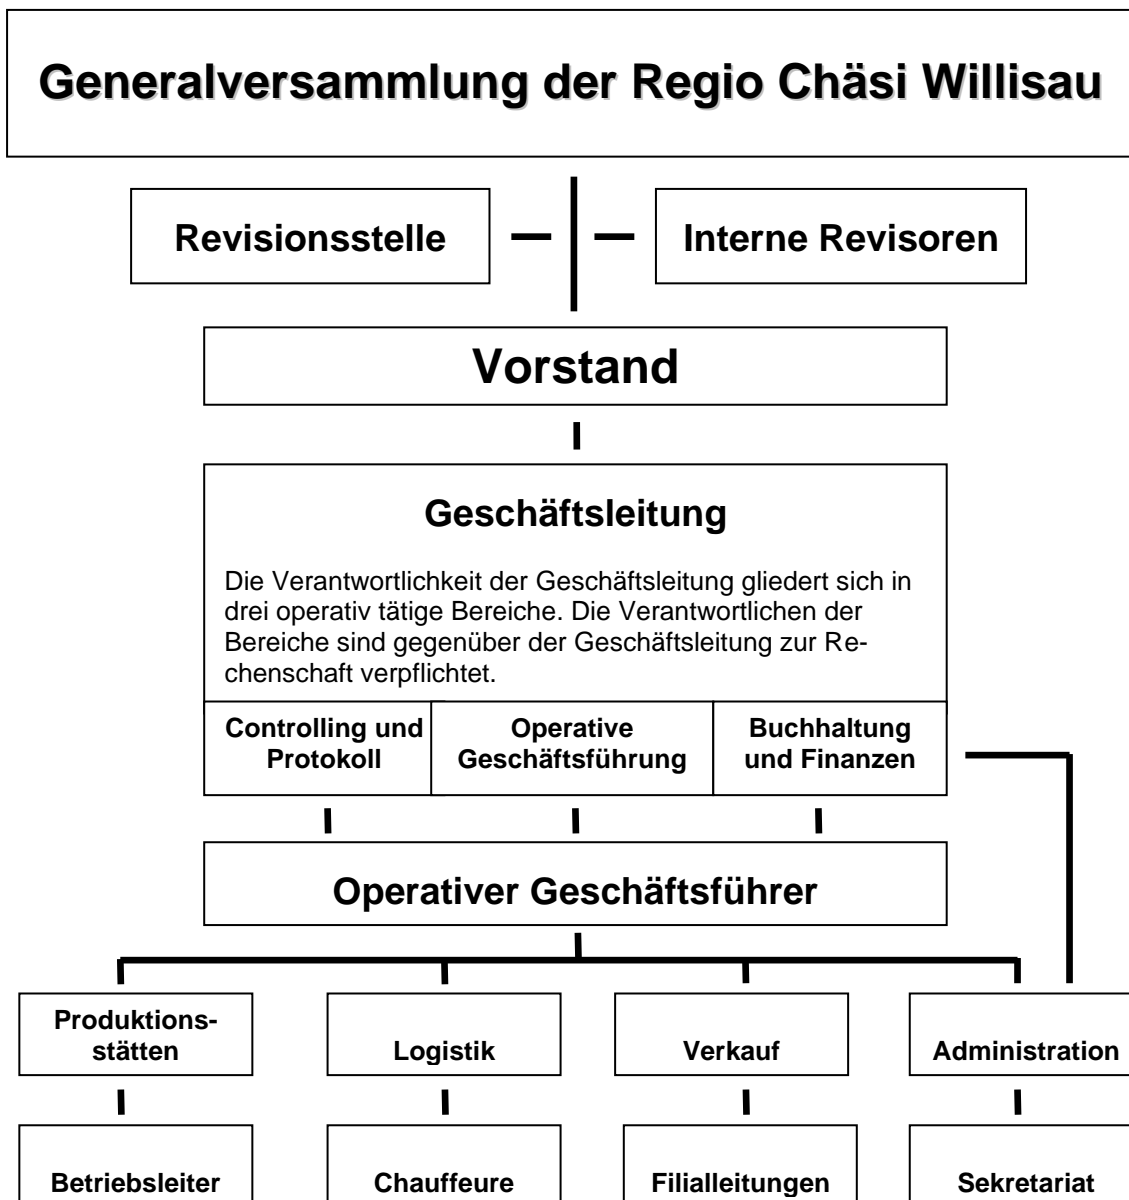 Generalversammlung der Regio Chäsi Willisau
Revisionsstelle
Interne Revisoren
Vorstand
Geschäftsleitung
Die Verantwortlichkeit der Geschäftsleitung gliedert sich in
drei operativ tätige Bereiche. Die Verantwortlichen der
Bereiche sind gegenüber der Geschäftsleitung zur Re-
chenschaft verpflichtet.
Controlling und
Protokoll
Operative
Geschäftsführung
Buchhaltung
und Finanzen
Operativer Geschäftsführer
Produktions-
stätten
Logistik
Verkauf
Administration
Betriebsleiter
Chauffeure
Filialleitungen
Sekretariat